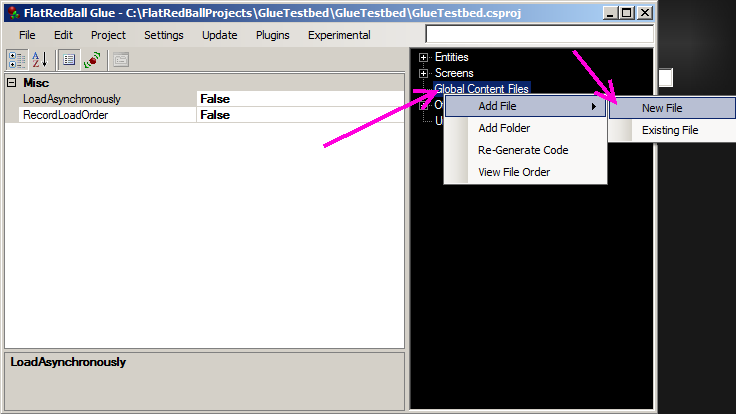 FlatRedBall Glue - C:\FlatRedBallProjects\GlueTestbed\GlueTestbed\GlueTestbed.csproj
File Edit Project Settings Update Plugins Experimental
Misc
LoadAsynchronously False
RecordLoadOrder False
LoadAsynchronously
Entities
Screens
Global Content Files
Add File
Add Folder
Re-Generate Code
View File Order
New File
Existing File